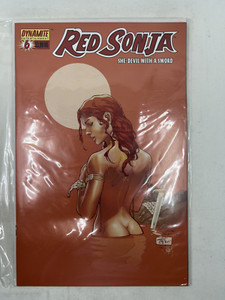 DYNAMITE
6
RED SONJA
SHE-DEVIL WITH A SWORD